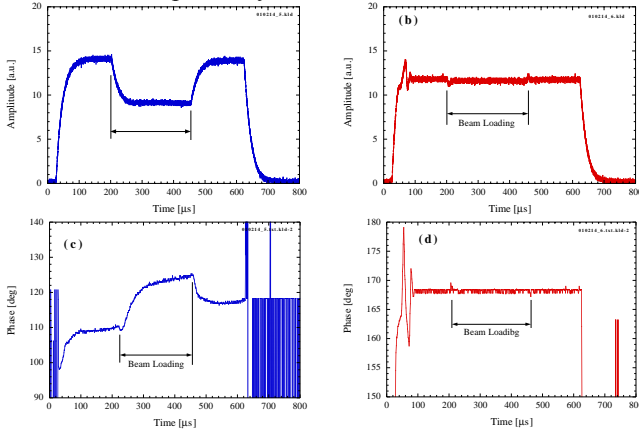 010214_5.kld
Amplitude [a.u.]
20
15
10
5
0
0 100 200 300 400 500 600 700 800
Time [µs]
(b)
010214_6.kld
Amplitude [a.u.]
20
15
10
5
0
Beam Loading
0 100 200 300 400 500 600 700 800
Time [µs]
(c)
010214_5.txt.kld-2
Phase [deg]
140
130
120
110
100
90
Beam Loading
0 100 200 300 400 500 600 700 800
Time [µs]
(d)
010214_6.txt.kld-2
Phase [deg]
180
175
170
165
160
155
150
Beam Loadibg
0 100 200 300 400 500 600 700 800
Time [µs]